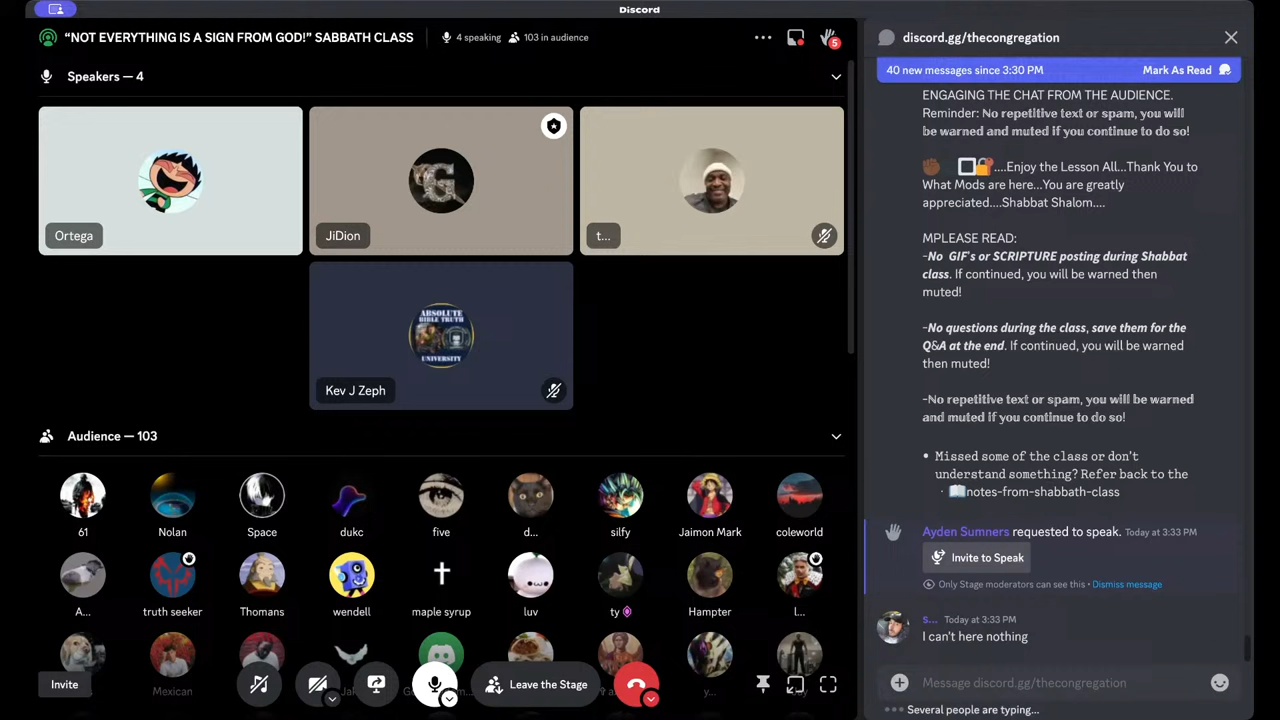 Discord
“NOT EVERYTHING IS A SIGN FROM GOD!” SABBATH CLASS
4 speaking
103 in audience
5
Speakers — 4
Ortega
JiDion
t...
ABSOLUTE
BIBLE TRUTH
UNIVERSITY
Kev J Zeph
Audience — 103
61
Nolan
Space
dukc
five
d...
silfy
Jaimon Mark
coleworld
A...
truth seeker
Thomans
wendell
maple syrup
luv
ty
Hampter
l...
Mexican
y...
Invite
Leave the Stage
discord.gg/thecongregation
40 new messages since 3:30 PM
Mark As Read
ENGAGING THE CHAT FROM THE AUDIENCE.
Reminder: No repetitive text or spam, you will
be warned and muted if you continue to do so!
....Enjoy the Lesson All...Thank You to
What Mods are here...You are greatly
appreciated....Shabbat Shalom....
MPLEASE READ:
-No GIF's or SCRIPTURE posting during Shabbat
class. If continued, you will be warned then
muted!
-No questions during the class, save them for the
Q&A at the end. If continued, you will be warned
then muted!
-No repetitive text or spam, you will be warned
and muted if you continue to do so!
• Missed some of the class or don't
understand something? Refer back to the
notes-from-shabbath-class
Ayden Sumners requested to speak. Today at 3:33 PM
Invite to Speak
Only Stage moderators can see this • Dismiss message
s... Today at 3:33 PM
I can't here nothing
Message discord.gg/thecongregation
Several people are typing...